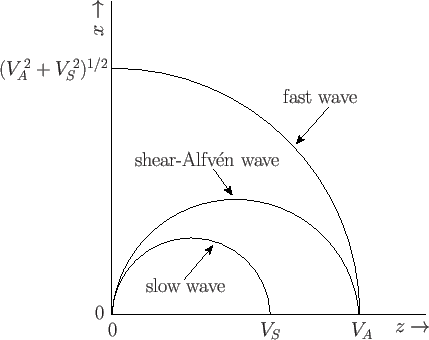 x →
(V_A^2 + V_S^2)^{1/2}
fast wave
shear-Alfvén wave
slow wave
0
0
V_S
V_A
z →